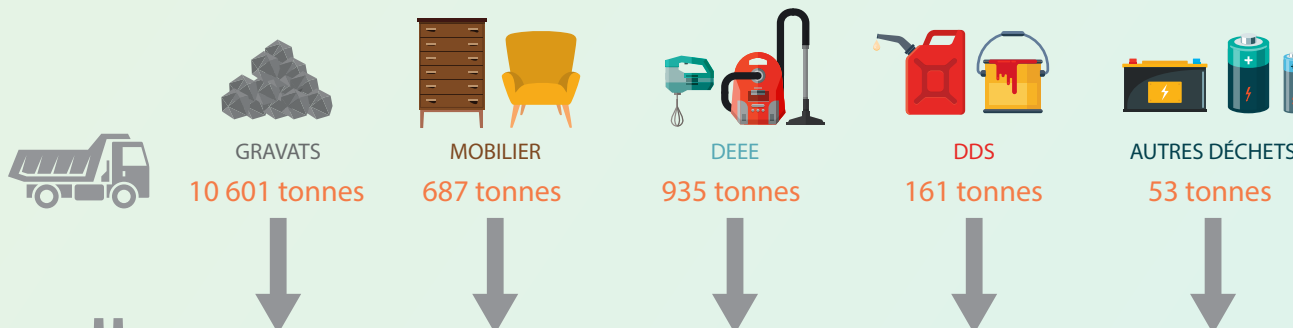 GRAVATS
10 601 tonnes
MOBILIER
687 tonnes
DEEE
935 tonnes
DDS
161 tonnes
AUTRES DÉCHETS
53 tonnes